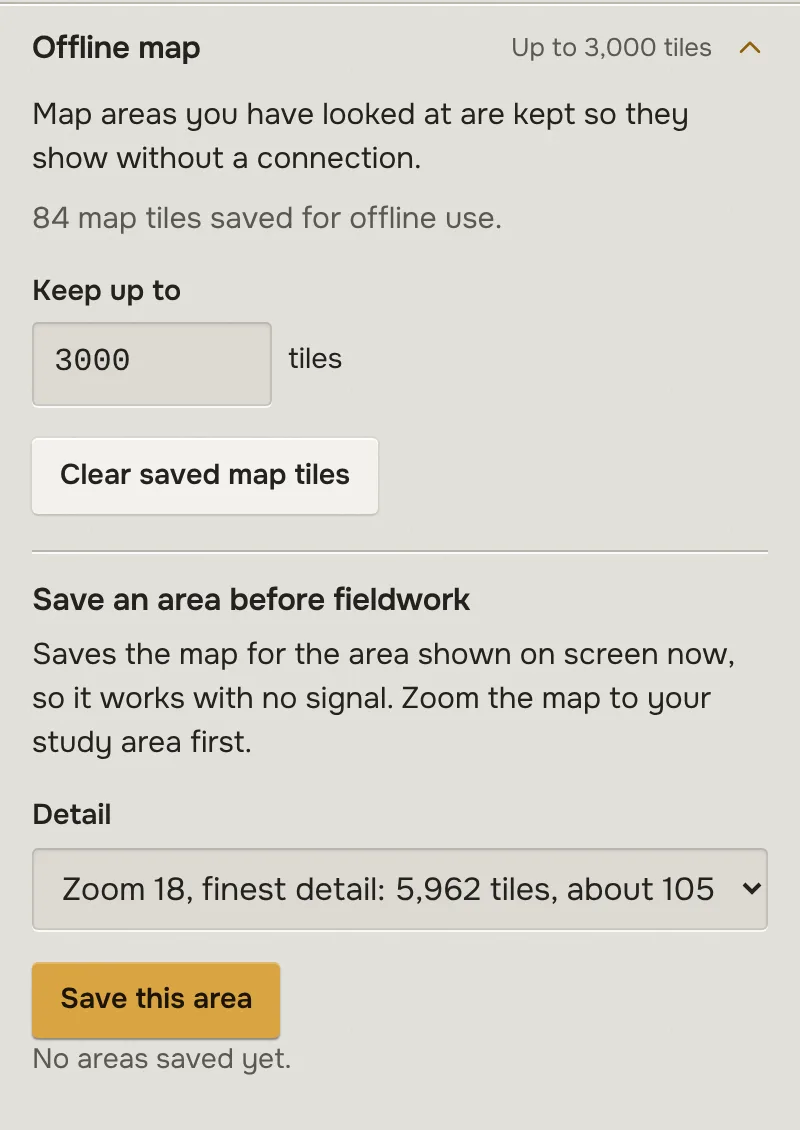 Offline map
Up to 3,000 tiles
Map areas you have looked at are kept so they
show without a connection.
84 map tiles saved for offline use.
Keep up to
3000
tiles
Clear saved map tiles
Save an area before fieldwork
Saves the map for the area shown on screen now,
so it works with no signal. Zoom the map to your
study area first.
Detail
Zoom 18, finest detail: 5,962 tiles, about 105
Save this area
No areas saved yet.